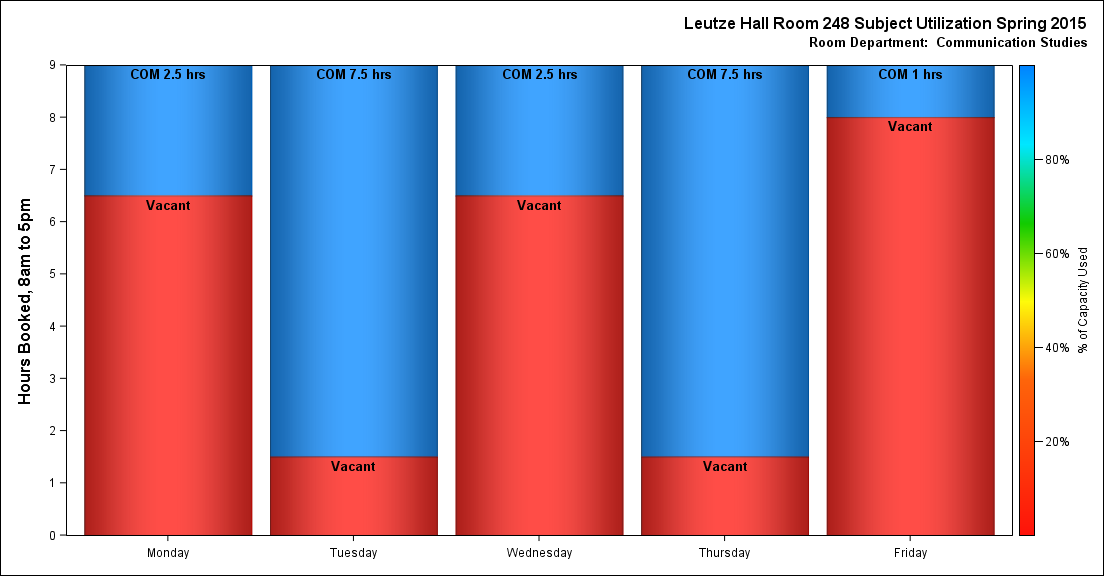 Leutze Hall Room 248 Subject Utilization Spring 2015
Room Department:  Communication Studies
Hours Booked, 8am to 5pm
9
8
7
6
5
4
3
2
1
0
COM 2.5 hrs
Vacant
COM 7.5 hrs
Vacant
COM 2.5 hrs
Vacant
COM 7.5 hrs
Vacant
COM 1 hrs
Vacant
Monday
Tuesday
Wednesday
Thursday
Friday
80%
60%
40%
20%
% of Capacity Used